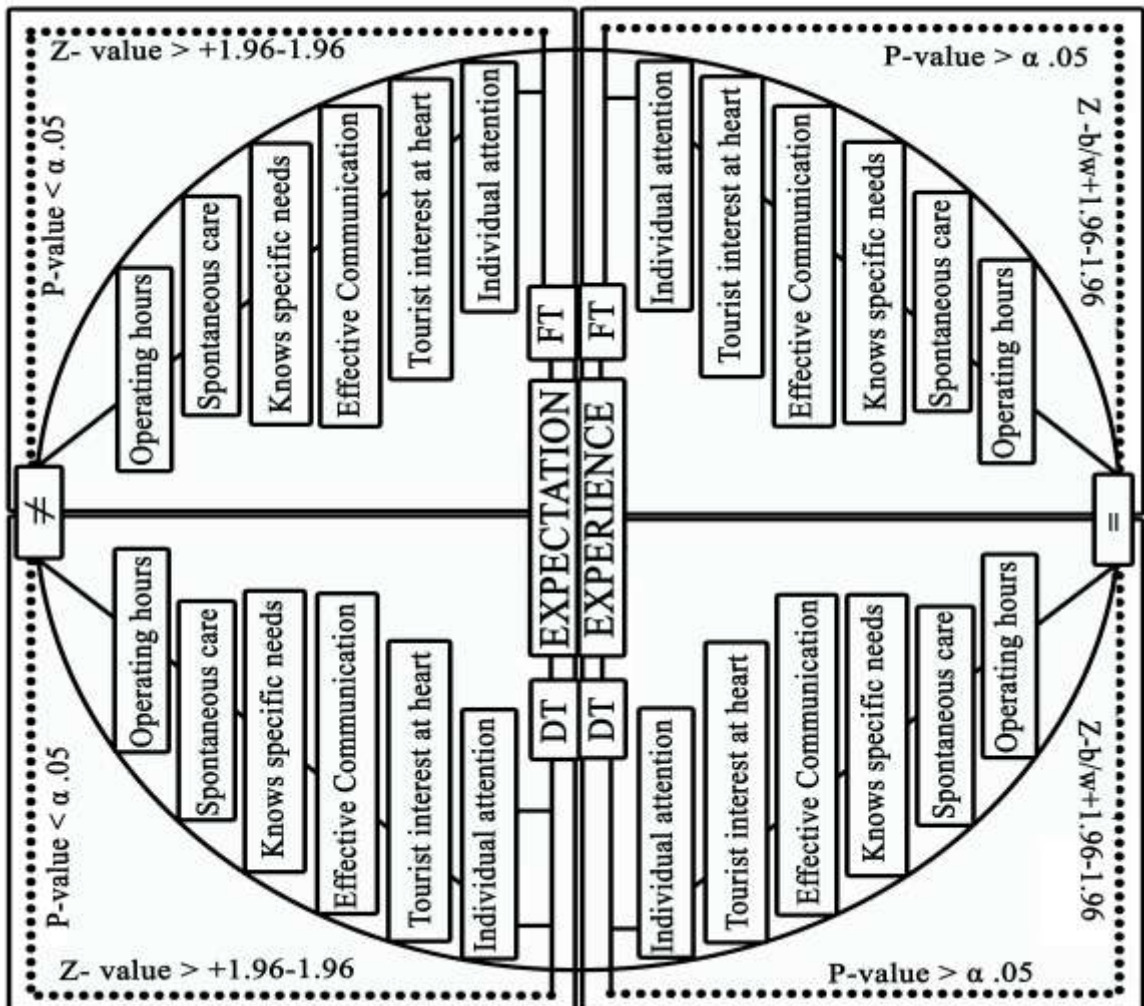 Z- value > +1.96-1.96
P-value < α .05
Operating hours
Spontaneous care
Knows specific needs
Effective Communication
Tourist interest at heart
Individual attention
FT
EXPECTATION
DT
≠
P-value > α .05
Z -b/w+1.96-1.96
Individual attention
Tourist interest at heart
Effective Communication
Knows specific needs
Spontaneous care
Operating hours
FT
EXPERIENCE
DT
=
Operating hours
Spontaneous care
Knows specific needs
Effective Communication
Tourist interest at heart
Individual attention
P-value < α .05
Z- value > +1.96-1.96
Individual attention
Tourist interest at heart
Effective Communication
Knows specific needs
Spontaneous care
Operating hours
Z-b/w+1.96-1.96
P-value > α .05